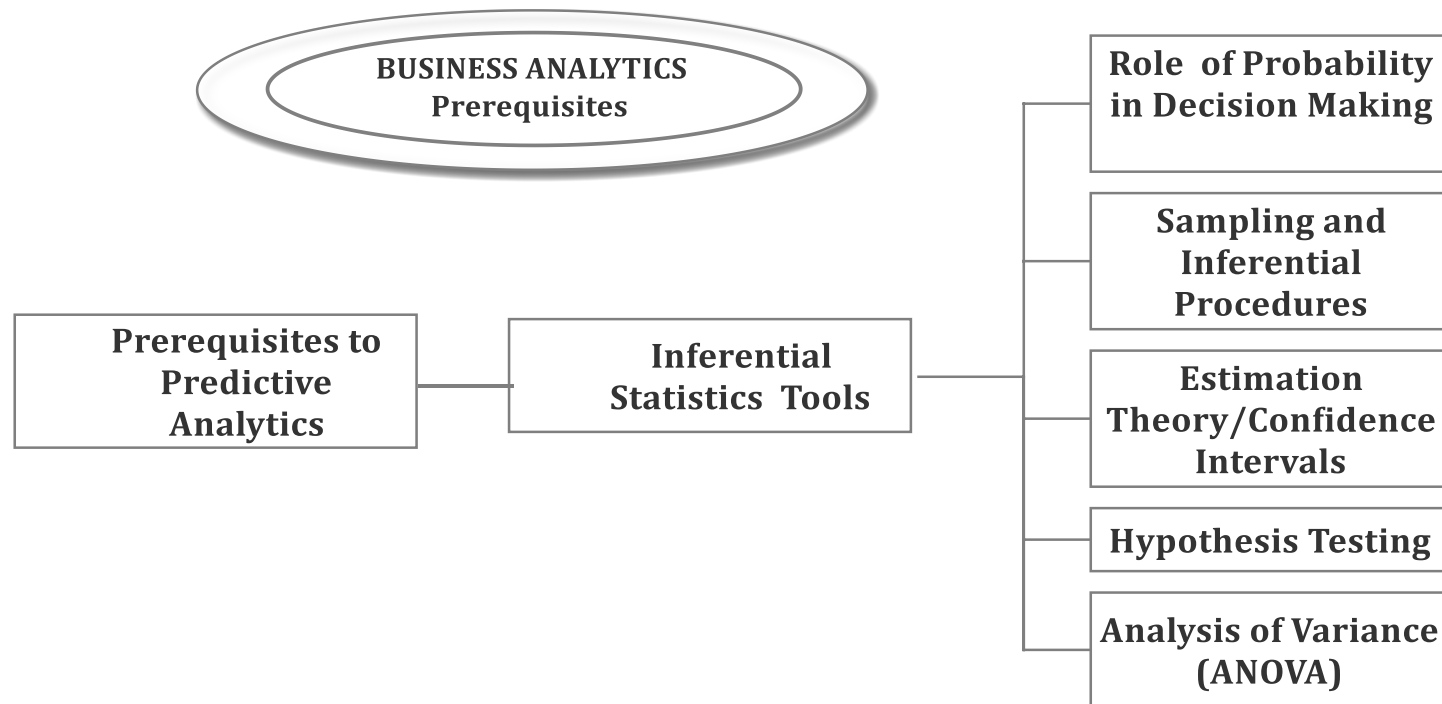 BUSINESS ANALYTICS
Prerequisites
Prerequisites to
Predictive
Analytics
Inferential
Statistics Tools
Role of Probability
in Decision Making
Sampling and
Inferential
Procedures
Estimation
Theory/Confidence
Intervals
Hypothesis Testing
Analysis of Variance
(ANOVA)